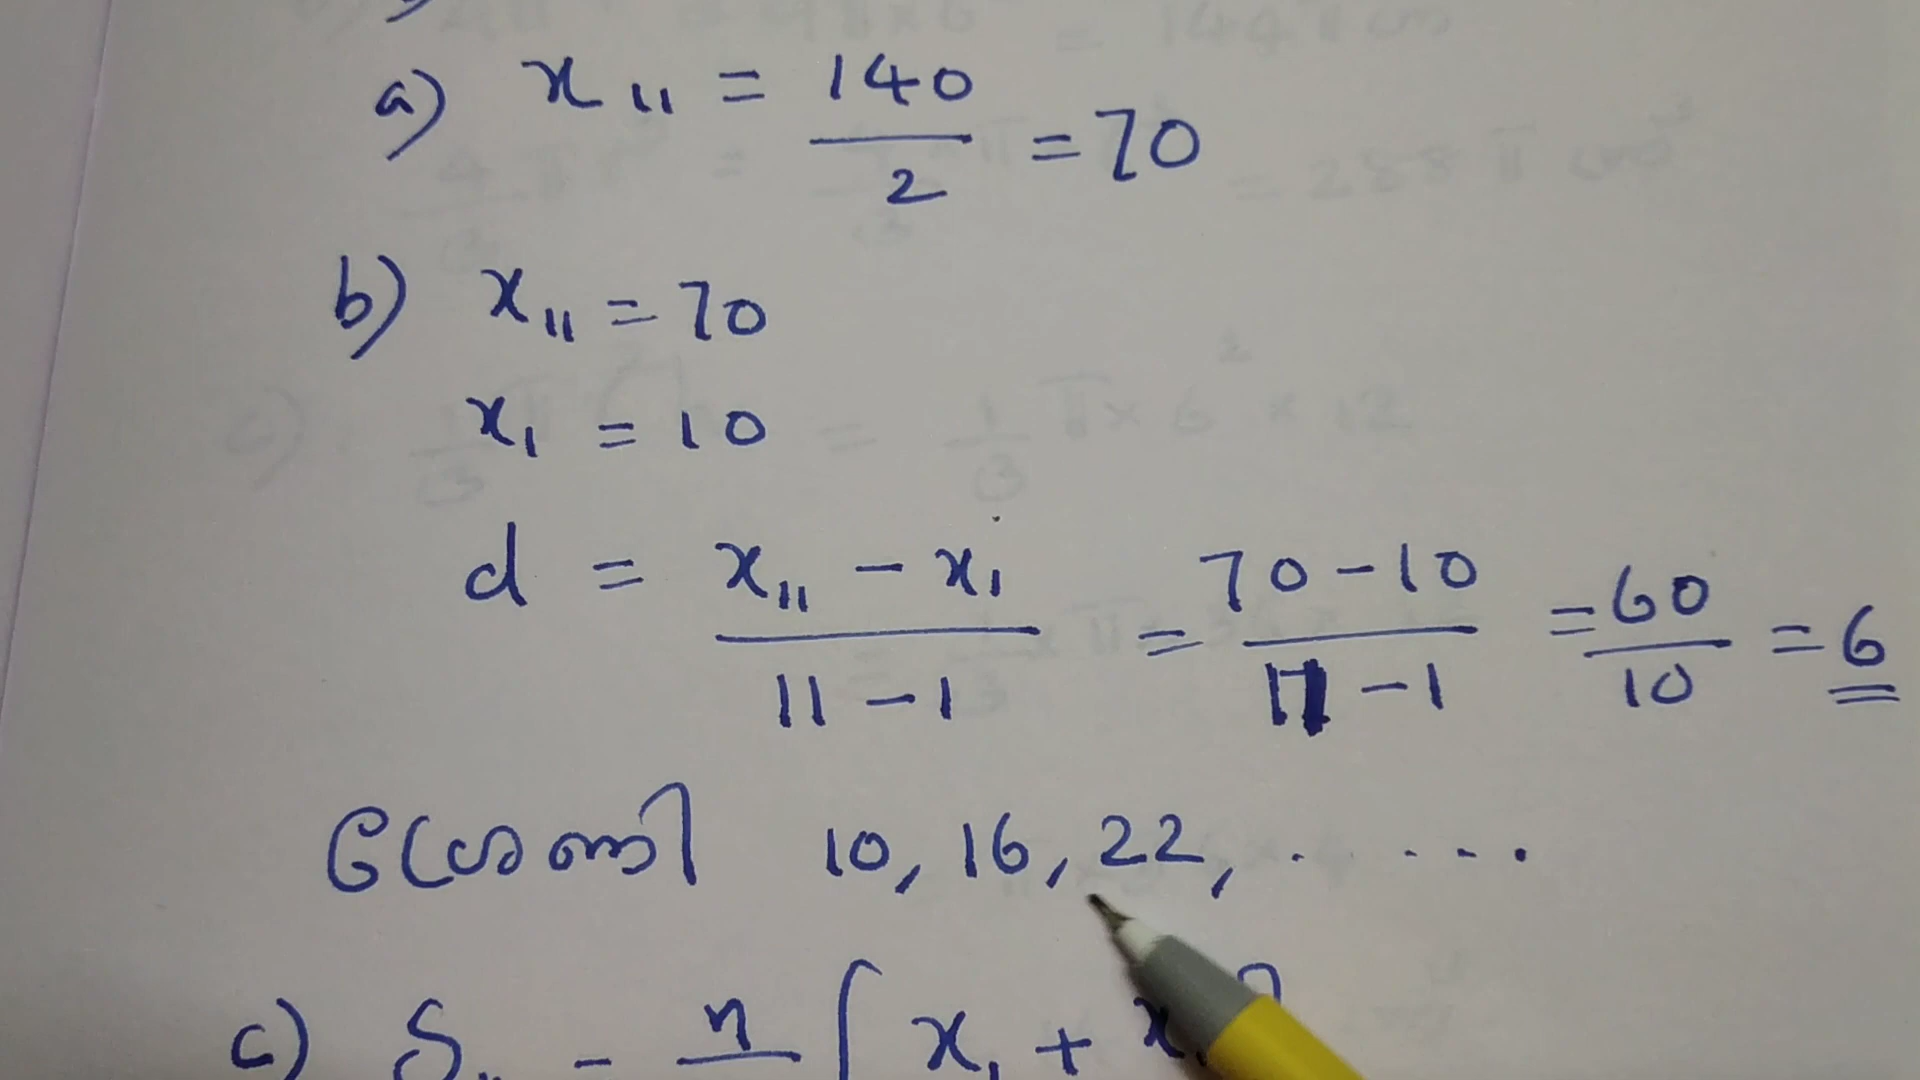 a) x₁₁ = 140/2 = 70
b) x₁₁ = 70
x₁ = 10
d = (x₁₁ - x₁)/(11 - 1) = (70 - 10)/(11 - 1) = 60/10 = 6
ശ്രേണി 10, 16, 22, ......
c) S = n [ x₁ + x